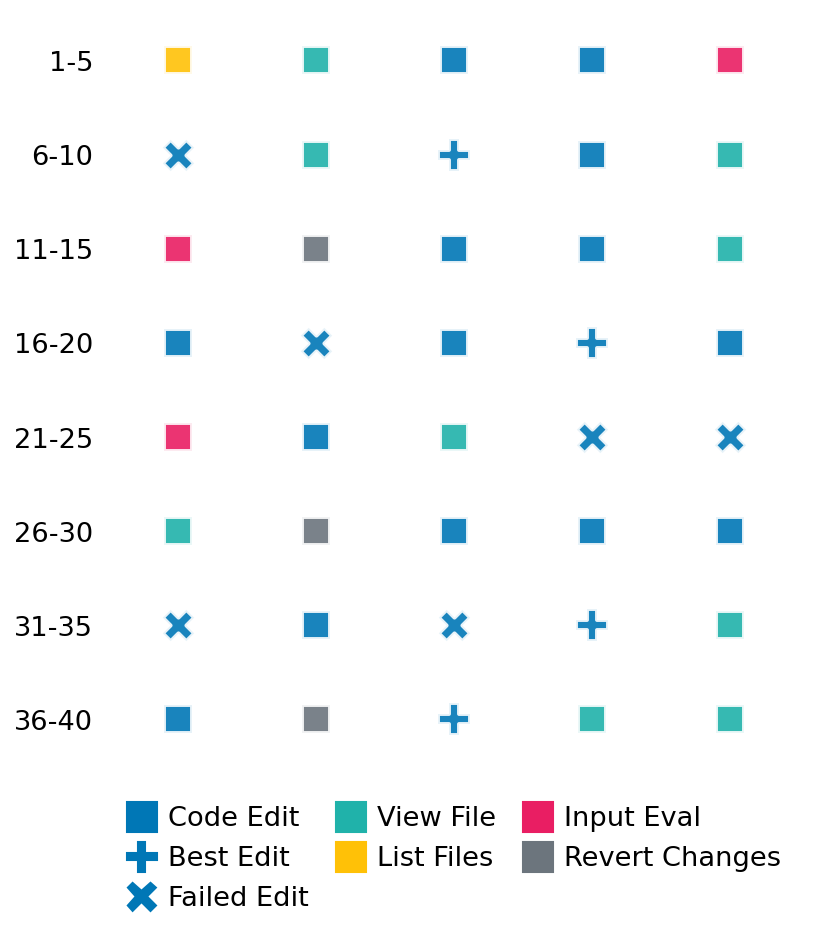 1-5
6-10
11-15
16-20
21-25
26-30
31-35
36-40
Code Edit View File Input Eval
Best Edit List Files Revert Changes
Failed Edit